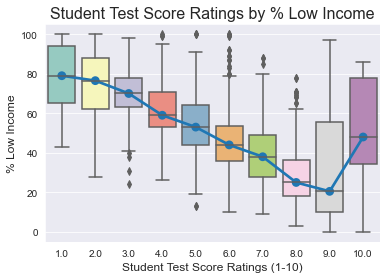 Student Test Score Ratings by % Low Income
100
80
60
40
20
0
% Low Income
1.0 2.0 3.0 4.0 5.0 6.0 7.0 8.0 9.0 10.0
Student Test Score Ratings (1-10)